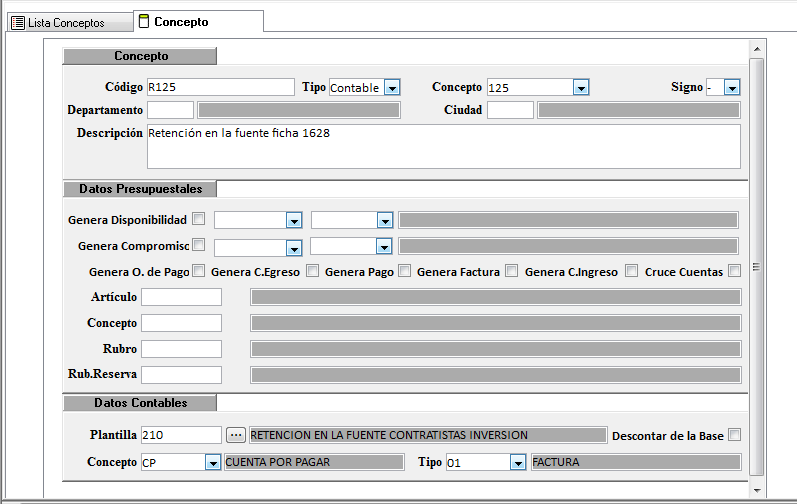 Lista Conceptos Concepto
Concepto
Código R125 Tipo Contable Concepto 125 Signo -
Departamento Ciudad
Descripción Retención en la fuente ficha 1628
Datos Presupuestales
Genera Disponibilidad
Genera Compromisc
Genera O. de Pago Genera C.Egreso Genera Pago Genera Factura Genera C.Ingreso Cruce Cuentas
Artículo
Concepto
Rubro
Rub.Reserva
Datos Contables
Plantilla 210 ... RETENCION EN LA FUENTE CONTRATISTAS INVERSION Descontar de la Base
Concepto CP CUENTA POR PAGAR Tipo 01 FACTURA